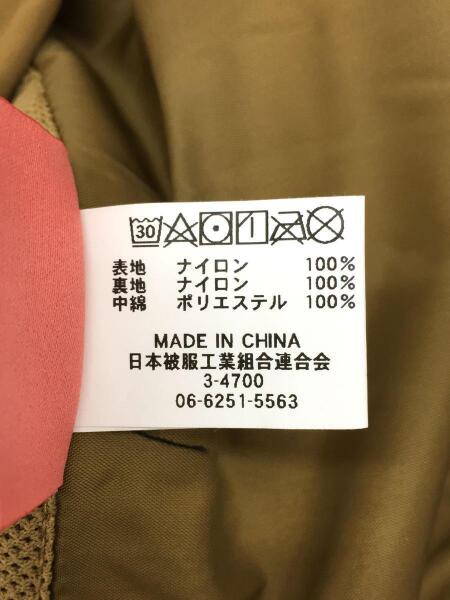 30
表地 ナイロン 100%
裏地 ナイロン 100%
中綿 ポリエステル 100%
MADE IN CHINA
日本被服工業組合連合会
3-4700
06-6251-5563